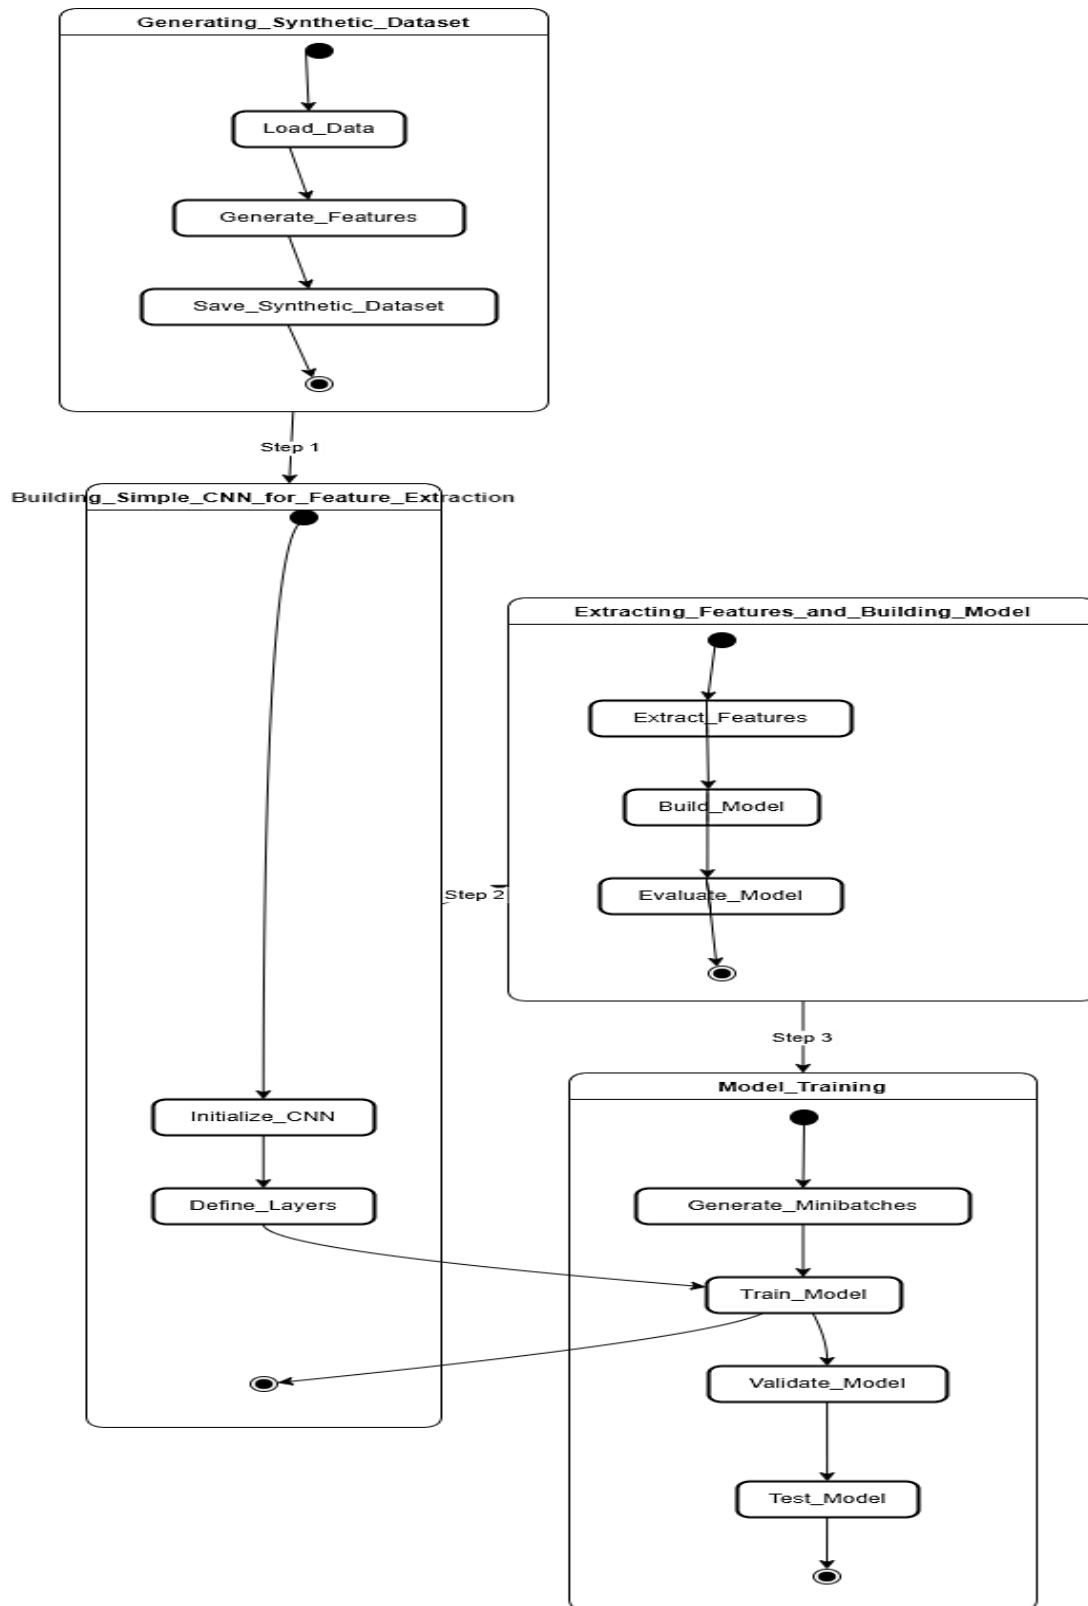 Generating_Synthetic_Dataset
Load_Data
Generate_Features
Save_Synthetic_Dataset
Step 1
Building_Simple_CNN_for_Feature_Extraction
Extracting_Features_and_Building_Model
Extract_Features
Build_Model
Step 2
Evaluate_Model
Step 3
Model_Training
Initialize_CNN
Define_Layers
Generate_Minibatches
Train_Model
Validate_Model
Test_Model